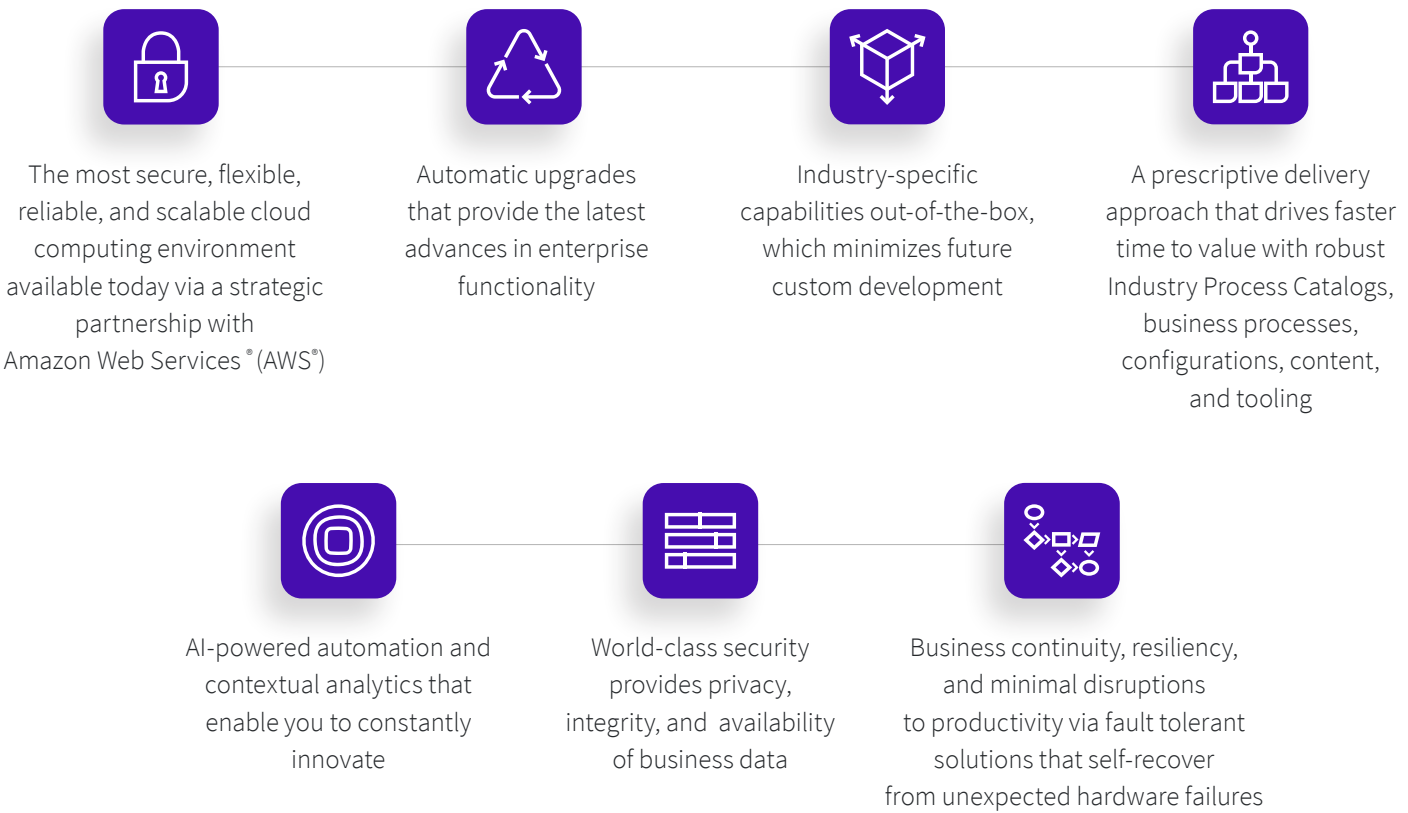 The most secure, flexible,
reliable, and scalable cloud
computing environment
available today via a strategic
partnership with
Amazon Web Services ® (AWS®)
Automatic upgrades
that provide the latest
advances in enterprise
functionality
Industry-specific
capabilities out-of-the-box,
which minimizes future
custom development
A prescriptive delivery
approach that drives faster
time to value with robust
Industry Process Catalogs,
business processes,
configurations, content,
and tooling
AI-powered automation and
contextual analytics that
enable you to constantly
innovate
World-class security
provides privacy,
integrity, and availability
of business data
Business continuity, resiliency,
and minimal disruptions
to productivity via fault tolerant
solutions that self-recover
from unexpected hardware failures